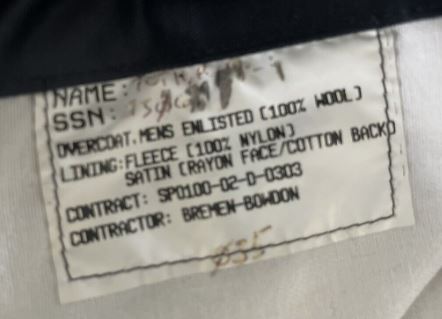 NAME:
SSN:
OVERCOAT, MENS ENLISTED (100% WOOL)
LINING: FLEECE (100% NYLON)
SATIN (RAYON FACE/COTTON BACK)
CONTRACT: SPO100-02-D-0303
CONTRACTOR: BREMEN-BOWDON